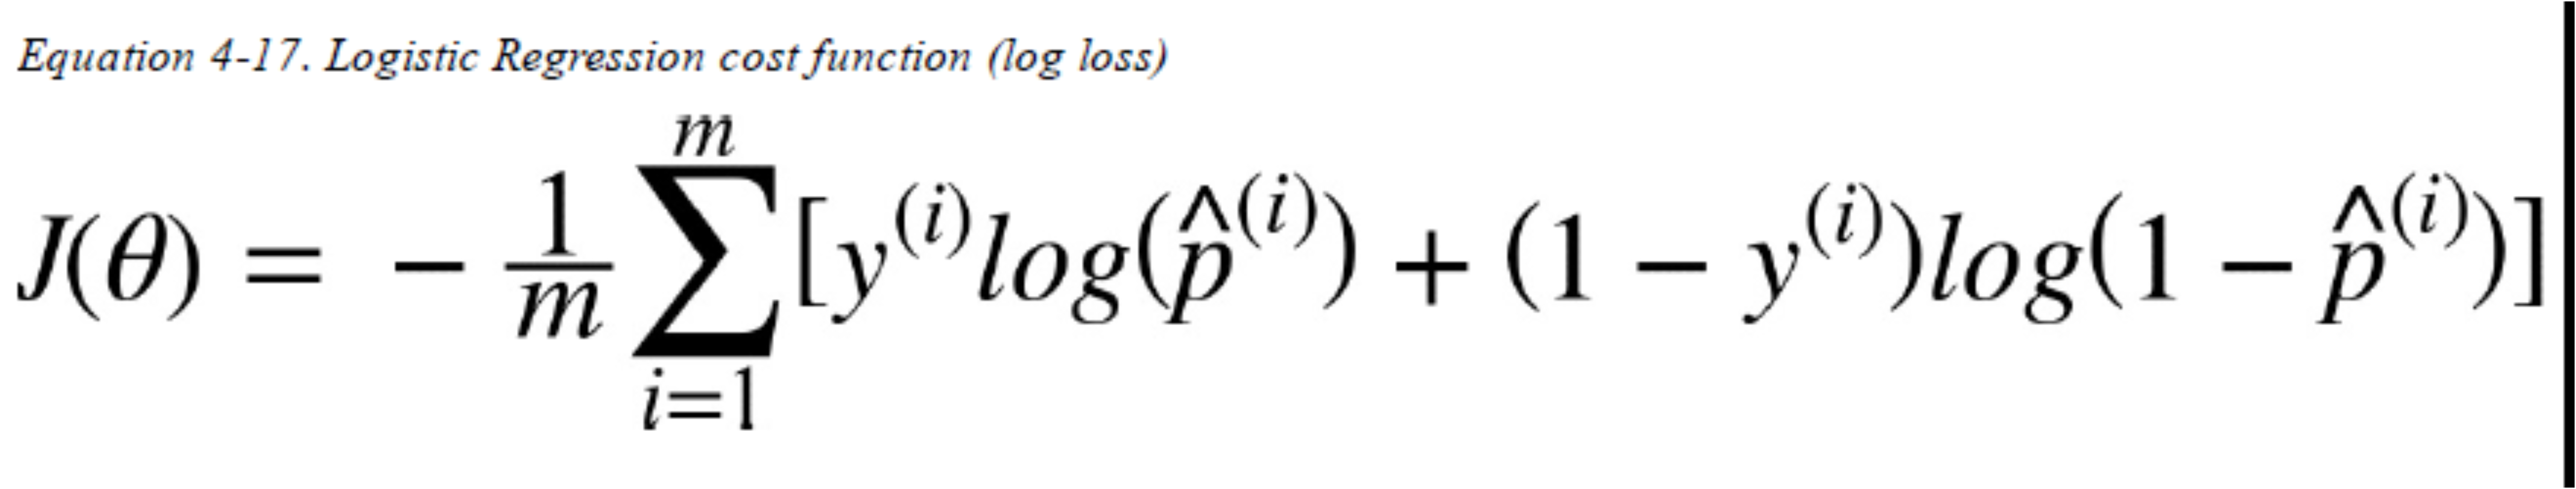 Equation 4-17. Logistic Regression cost function (log loss)
J(θ) = − 1/m ∑_{i=1}^{m} [y^{(i)}log(p̂^{(i)}) + (1 − y^{(i)})log(1 − p̂^{(i)})]